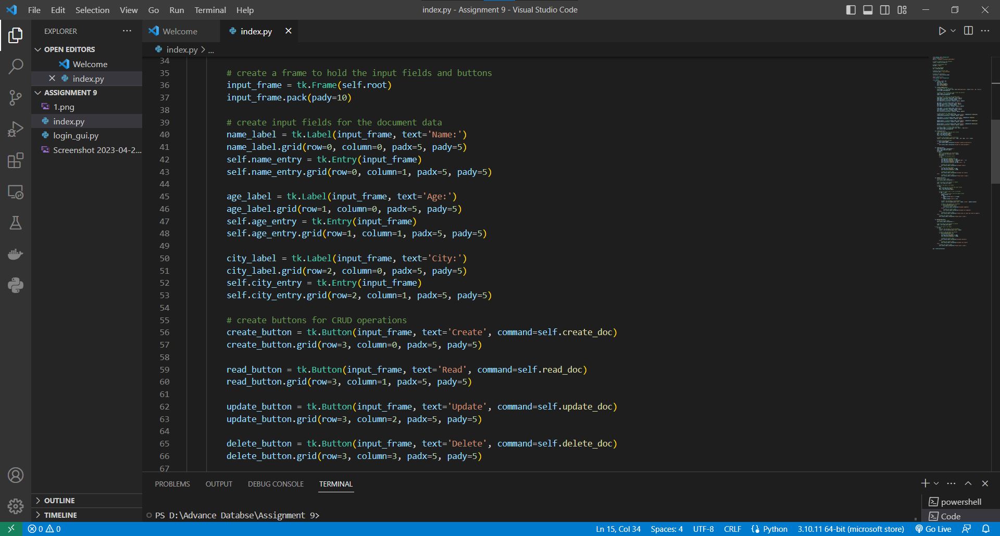 File Edit Selection View Go Run Terminal Help
index.py - Assignment 9 - Visual Studio Code
EXPLORER
OPEN EDITORS
Welcome
index.py
ASSIGNMENT 9
1.png
index.py
login_gui.py
Screenshot 2023-04-2...
OUTLINE
TIMELINE
Welcome index.py
index.py > ...
34
35 # create a frame to hold the input fields and buttons
36 input_frame = tk.Frame(self.root)
37 input_frame.pack(pady=10)
38
39 # create input fields for the document data
40 name_label = tk.Label(input_frame, text='Name:')
41 name_label.grid(row=0, column=0, padx=5, pady=5)
42 self.name_entry = tk.Entry(input_frame)
43 self.name_entry.grid(row=0, column=1, padx=5, pady=5)
44
45 age_label = tk.Label(input_frame, text='Age:')
46 age_label.grid(row=1, column=0, padx=5, pady=5)
47 self.age_entry = tk.Entry(input_frame)
48 self.age_entry.grid(row=1, column=1, padx=5, pady=5)
49
50 city_label = tk.Label(input_frame, text='City:')
51 city_label.grid(row=2, column=0, padx=5, pady=5)
52 self.city_entry = tk.Entry(input_frame)
53 self.city_entry.grid(row=2, column=1, padx=5, pady=5)
54
55 # create buttons for CRUD operations
56 create_button = tk.Button(input_frame, text='Create', command=self.create_doc)
57 create_button.grid(row=3, column=0, padx=5, pady=5)
58
59 read_button = tk.Button(input_frame, text='Read', command=self.read_doc)
60 read_button.grid(row=3, column=1, padx=5, pady=5)
61
62 update_button = tk.Button(input_frame, text='Update', command=self.update_doc)
63 update_button.grid(row=3, column=2, padx=5, pady=5)
64
65 delete_button = tk.Button(input_frame, text='Delete', command=self.delete_doc)
66 delete_button.grid(row=3, column=3, padx=5, pady=5)
67
PROBLEMS OUTPUT DEBUG CONSOLE TERMINAL
PS D:\Advance Databse\Assignment 9>
powershell
Code
0 0
Ln 15, Col 34 Spaces: 4 UTF-8 CRLF Python 3.10.11 64-bit (microsoft store) Go Live